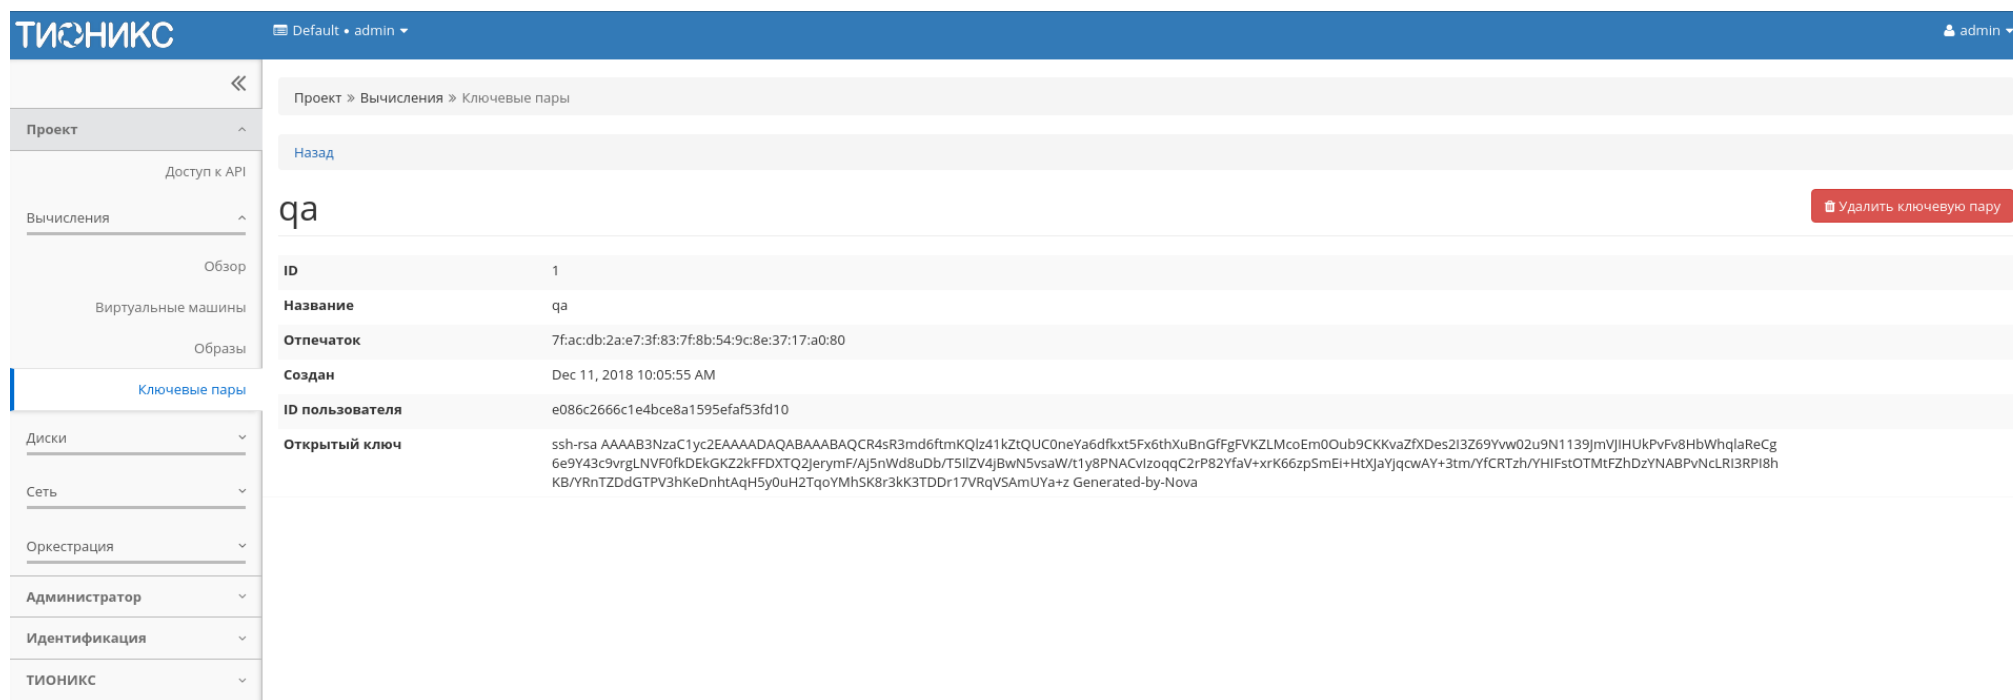 ТИОНИКС
Default • admin
admin
Проект » Вычисления » Ключевые пары
Проект
Назад
Доступ к API
qa
Удалить ключевую пару
Вычисления
Обзор
Виртуальные машины
Образы
Ключевые пары
Диски
Сеть
Оркестрация
Администратор
Идентификация
ТИОНИКС
ID 1
Название qa
Отпечаток 7f:ac:db:2a:e7:3f:83:7f:8b:54:9c:8e:37:17:a0:80
Создан Dec 11, 2018 10:05:55 AM
ID пользователя e086c2666c1e4bce8a1595efaf53fd10
Открытый ключ ssh-rsa AAAAB3NzaC1yc2EAAAADAQABAAABAQCR4sR3md6ftmKQlz41kZtQUC0neYa6dfkxt5Fx6thXuBnGfFgFVKZLMcoEm0Oub9CKKvaZfXDes2I3Z69Yvw02u9N1139JmVJIHUkPvFv8HbWhqlaReCg
6e9Y43c9vrgLNVF0fkDEkGKZ2kFFDXTQ2JerymF/Aj5nWd8uDb/T5IlZV4jBwN5vsaW/t1y8PNACvIzoqqC2rP82YfaV+xrK66zpSmEi+HtXJaYjqcwAY+3tm/YfCRTzh/YHIFstOTMtFZhDzYNABPvNcLRI3RPI8h
KB/YRnTZDdGTPV3hKeDnhtAqH5y0uH2TqoYMhSK8r3kK3TDDr17VRqVSAmUYa+z Generated-by-Nova